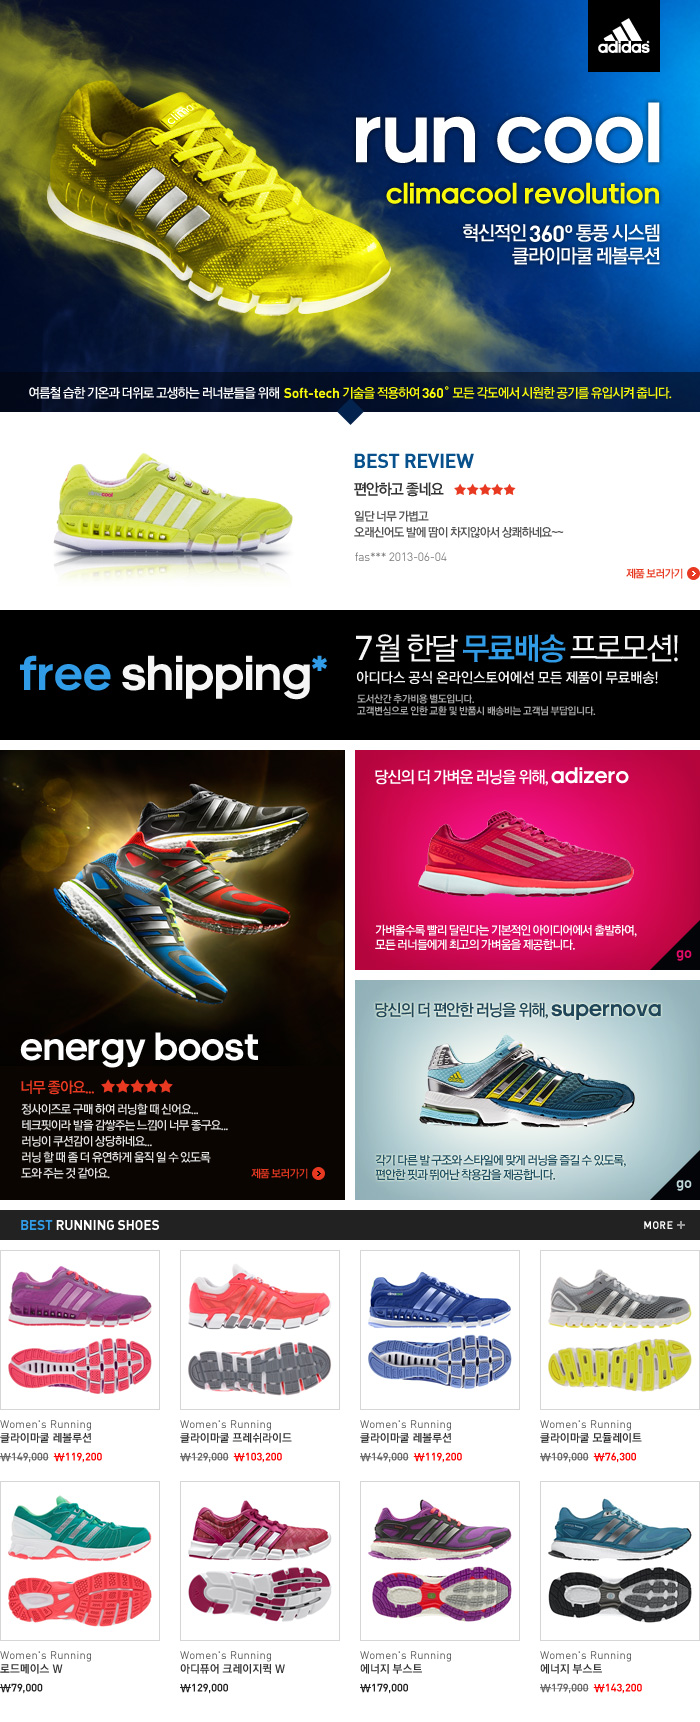 adidas
run cool
climacool revolution
혁신적인 360º 통풍 시스템
클라이마쿨 레볼루션
여름철 습한 기온과 더위로 고생하는 러너분들을 위해 Soft-tech 기술을 적용하여 360˚ 모든 각도에서 시원한 공기를 유입시켜 줍니다.
BEST REVIEW
편안하고 좋네요 ★★★★★
일단 너무 가볍고
오래신어도 발에 땀이 차지않아서 상쾌하네요~~
fas*** 2013-06-04
제품 보러가기
free shipping*
7월 한달 무료배송 프로모션!
아디다스 공식 온라인스토어에선 모든 제품이 무료배송!
도서산간 추가비용 별도입니다.
고객변심으로 인한 교환 및 반품시 배송비는 고객님 부담입니다.
energy boost
너무 좋아요... ★★★★★
정사이즈로 구매 하여 러닝할 때 신어요...
테크핏이라 발을 감쌓주는 느낌이 너무 좋구요...
러닝이 쿠션감이 상당하네요...
러닝 할 때 좀 더 유연하게 움직 일 수 있도록
도와 주는 것 같아요.
제품 보러가기
당신의 더 가벼운 러닝을 위해, adizero
가벼울수록 빨리 달린다는 기본적인 아이디어에서 출발하여,
모든 러너들에게 최고의 가벼움을 제공합니다.
go
당신의 더 편안한 러닝을 위해, supernova
각기 다른 발 구조와 스타일에 맞게 러닝을 즐길 수 있도록,
편안한 핏과 뛰어난 착용감을 제공합니다.
go
BEST RUNNING SHOES
MORE +
Women's Running
클라이마쿨 레볼루션
₩149,000 ₩119,200
Women's Running
클라이마쿨 프레쉬라이드
₩129,000 ₩103,200
Women's Running
클라이마쿨 레볼루션
₩149,000 ₩119,200
Women's Running
클라이마쿨 모듈레이트
₩109,000 ₩76,300
Women's Running
로드메이스 W
₩79,000
Women's Running
아디퓨어 크레이지퀵 W
₩129,000
Women's Running
에너지 부스트
₩179,000
Women's Running
에너지 부스트
₩179,000 ₩143,200